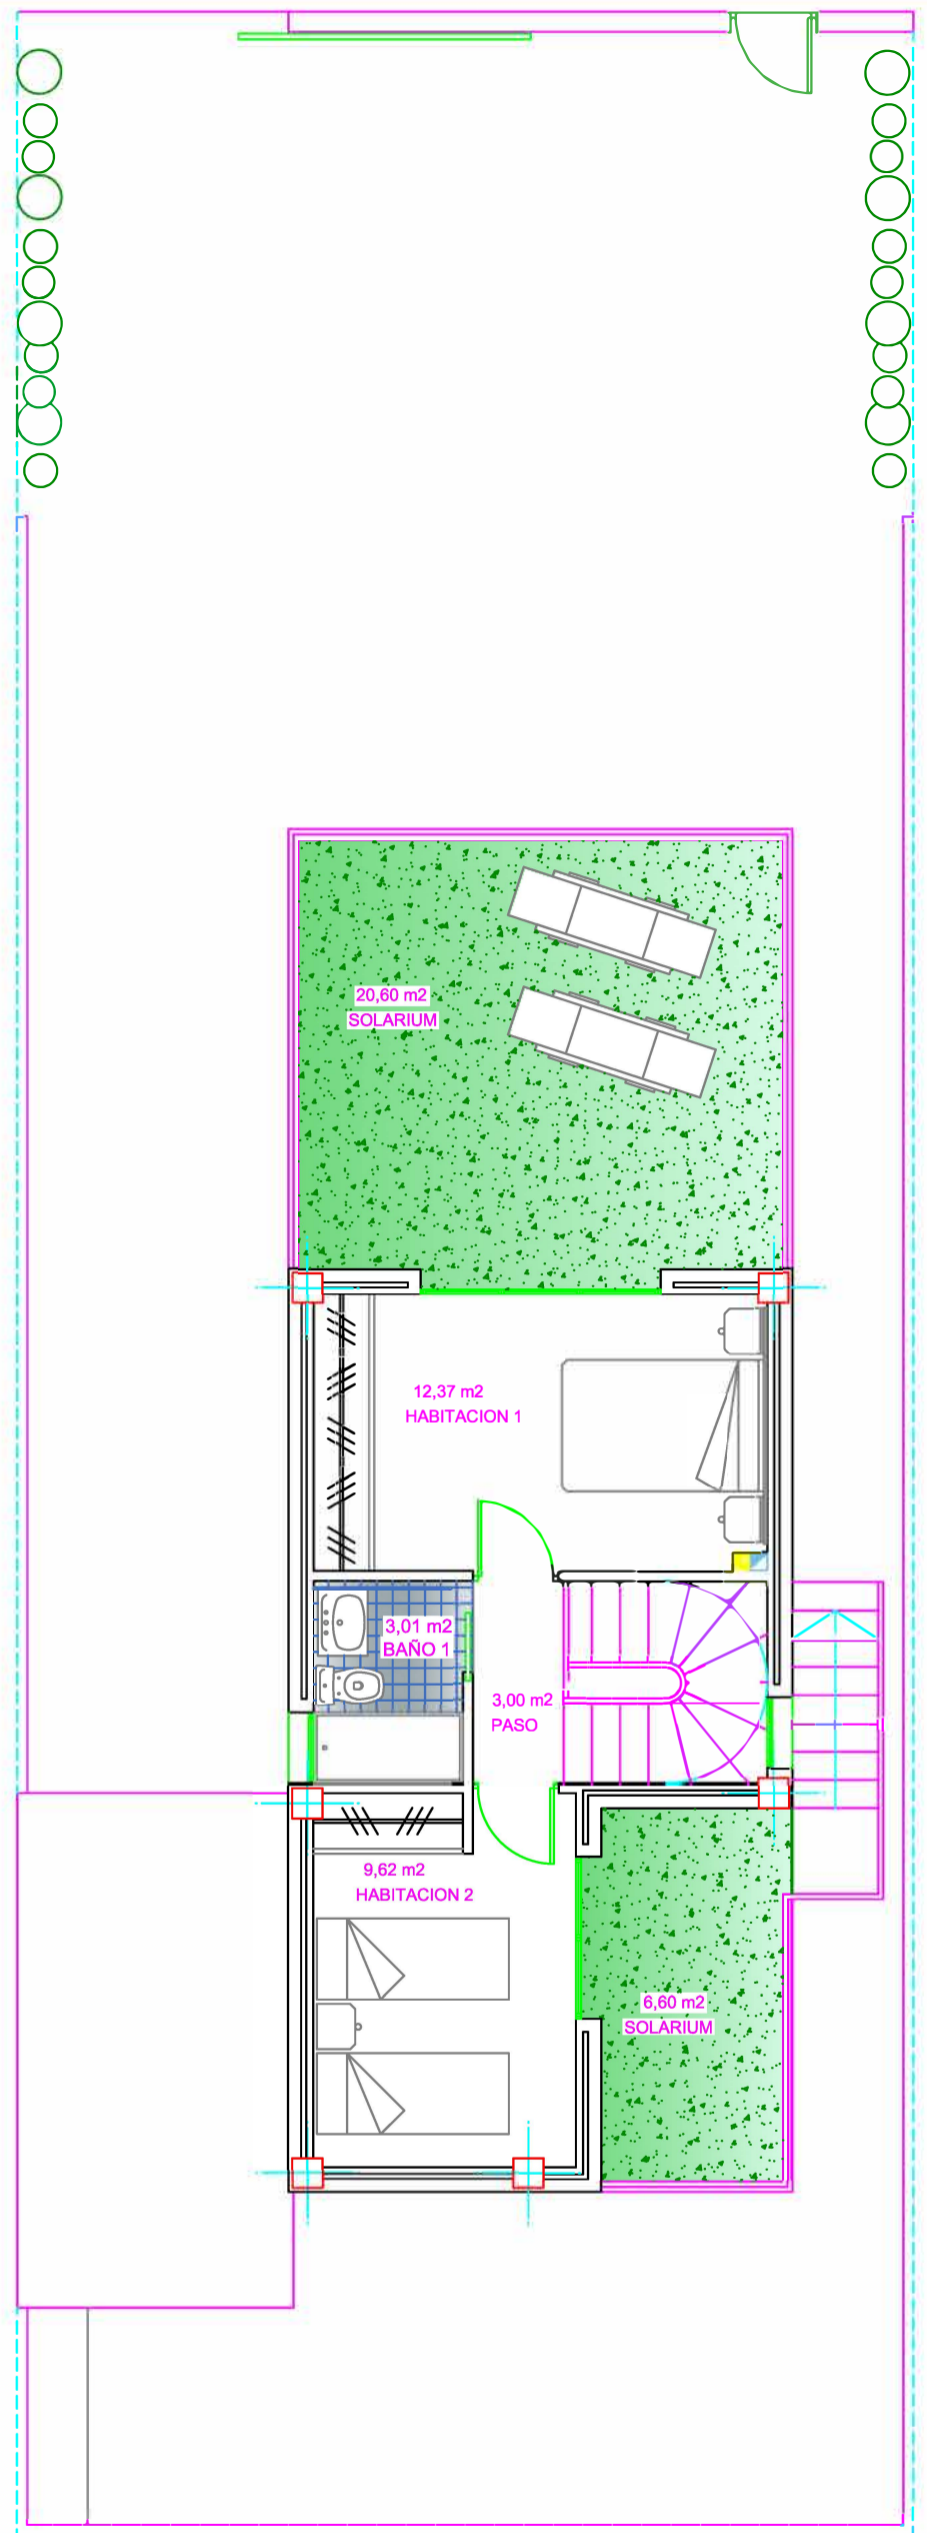 20,60 m2
SOLARIUM
12,37 m2
HABITACION 1
3,01 m2
BAÑO 1
3,00 m2
PASO
9,62 m2
HABITACION 2
6,60 m2
SOLARIUM